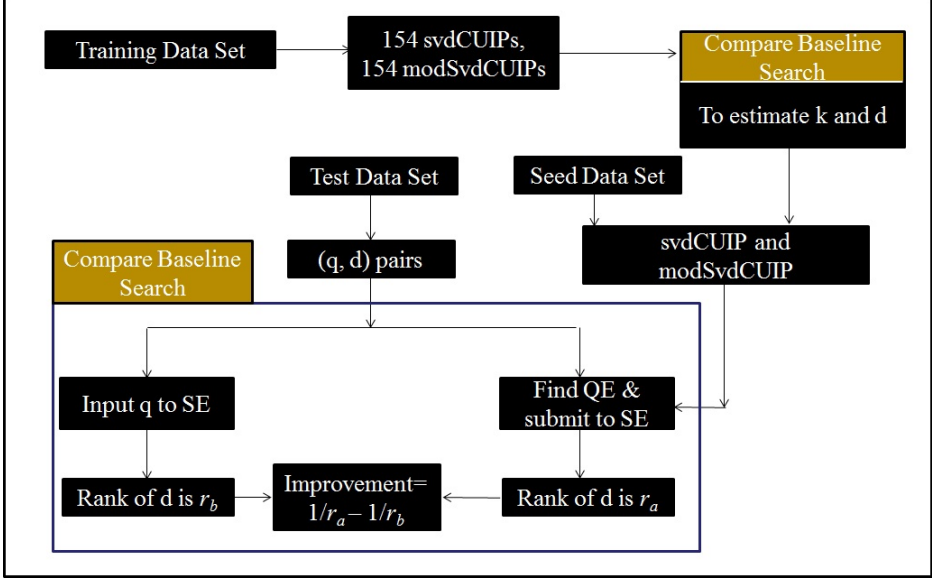 Training Data Set
154 svdCUIPs,
154 modSvdCUIPs
Compare Baseline
Search
To estimate k and d
Test Data Set
Seed Data Set
(q, d) pairs
svdCUIP and
modSvdCUIP
Compare Baseline
Search
Input q to SE
Find QE &
submit to SE
Rank of d is r_b
Improvement=
1/r_a – 1/r_b
Rank of d is r_a